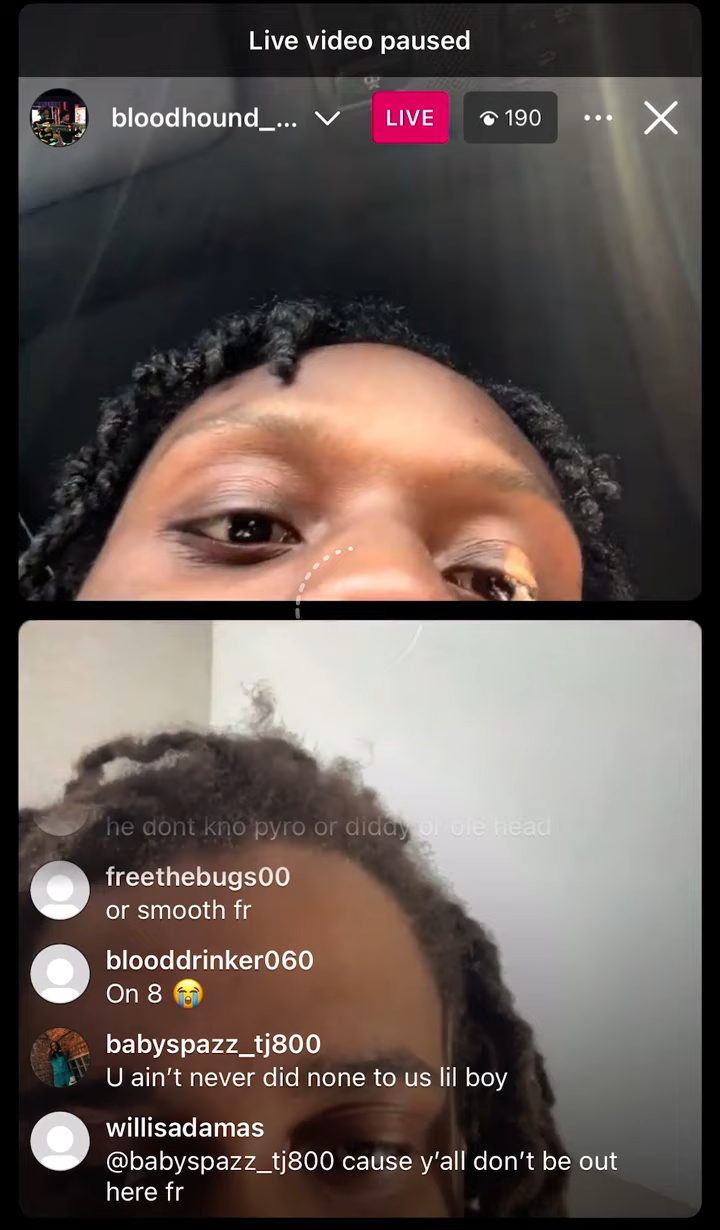 Live video paused
bloodhound_...
LIVE
190
he dont kno pyro or diddy or ole head
freethebugs00
or smooth fr
blooddrinker060
On 8 😭
babyspazz_tj800
U ain’t never did none to us lil boy
willisadamas
@babyspazz_tj800 cause y’all don’t be out
here fr